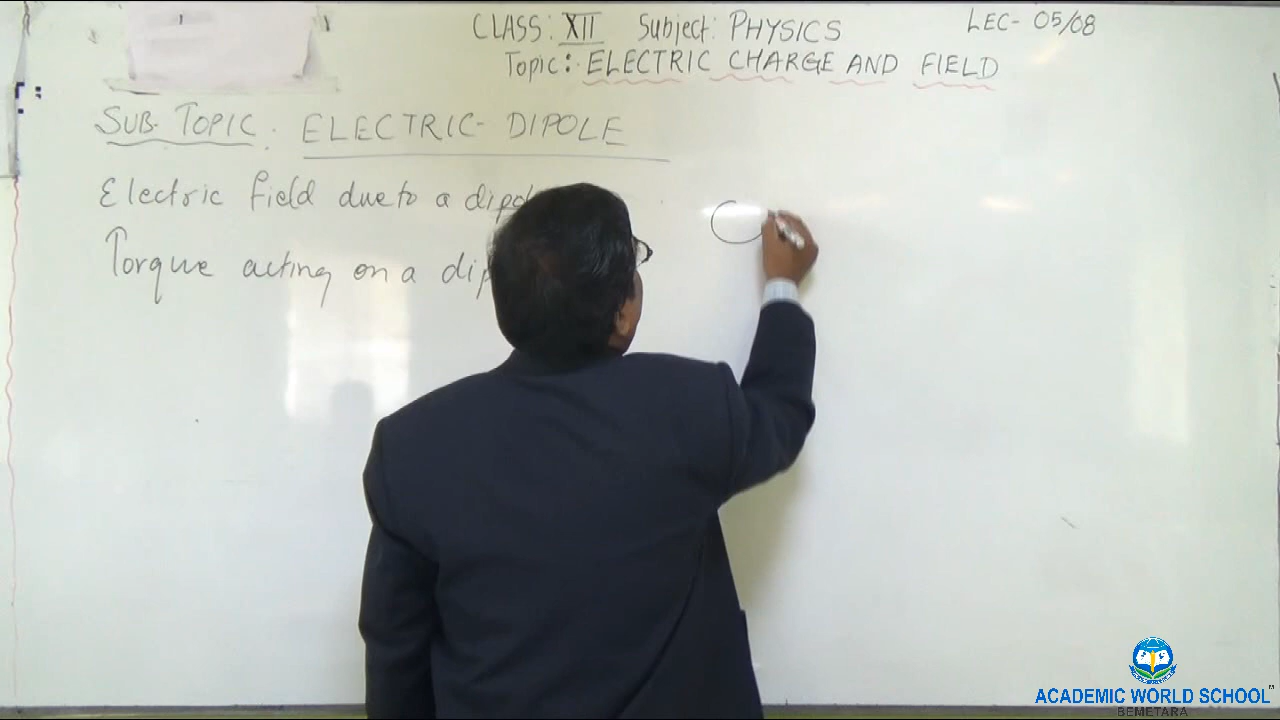 CLASS: XII Subject: PHYSICS LEC- 05/08
Topic: ELECTRIC CHARGE AND FIELD
SUB-TOPIC: ELECTRIC-DIPOLE
Electric field due to a
Torque acting on a
ACADEMIC WORLD SCHOOL™
BEMETARA